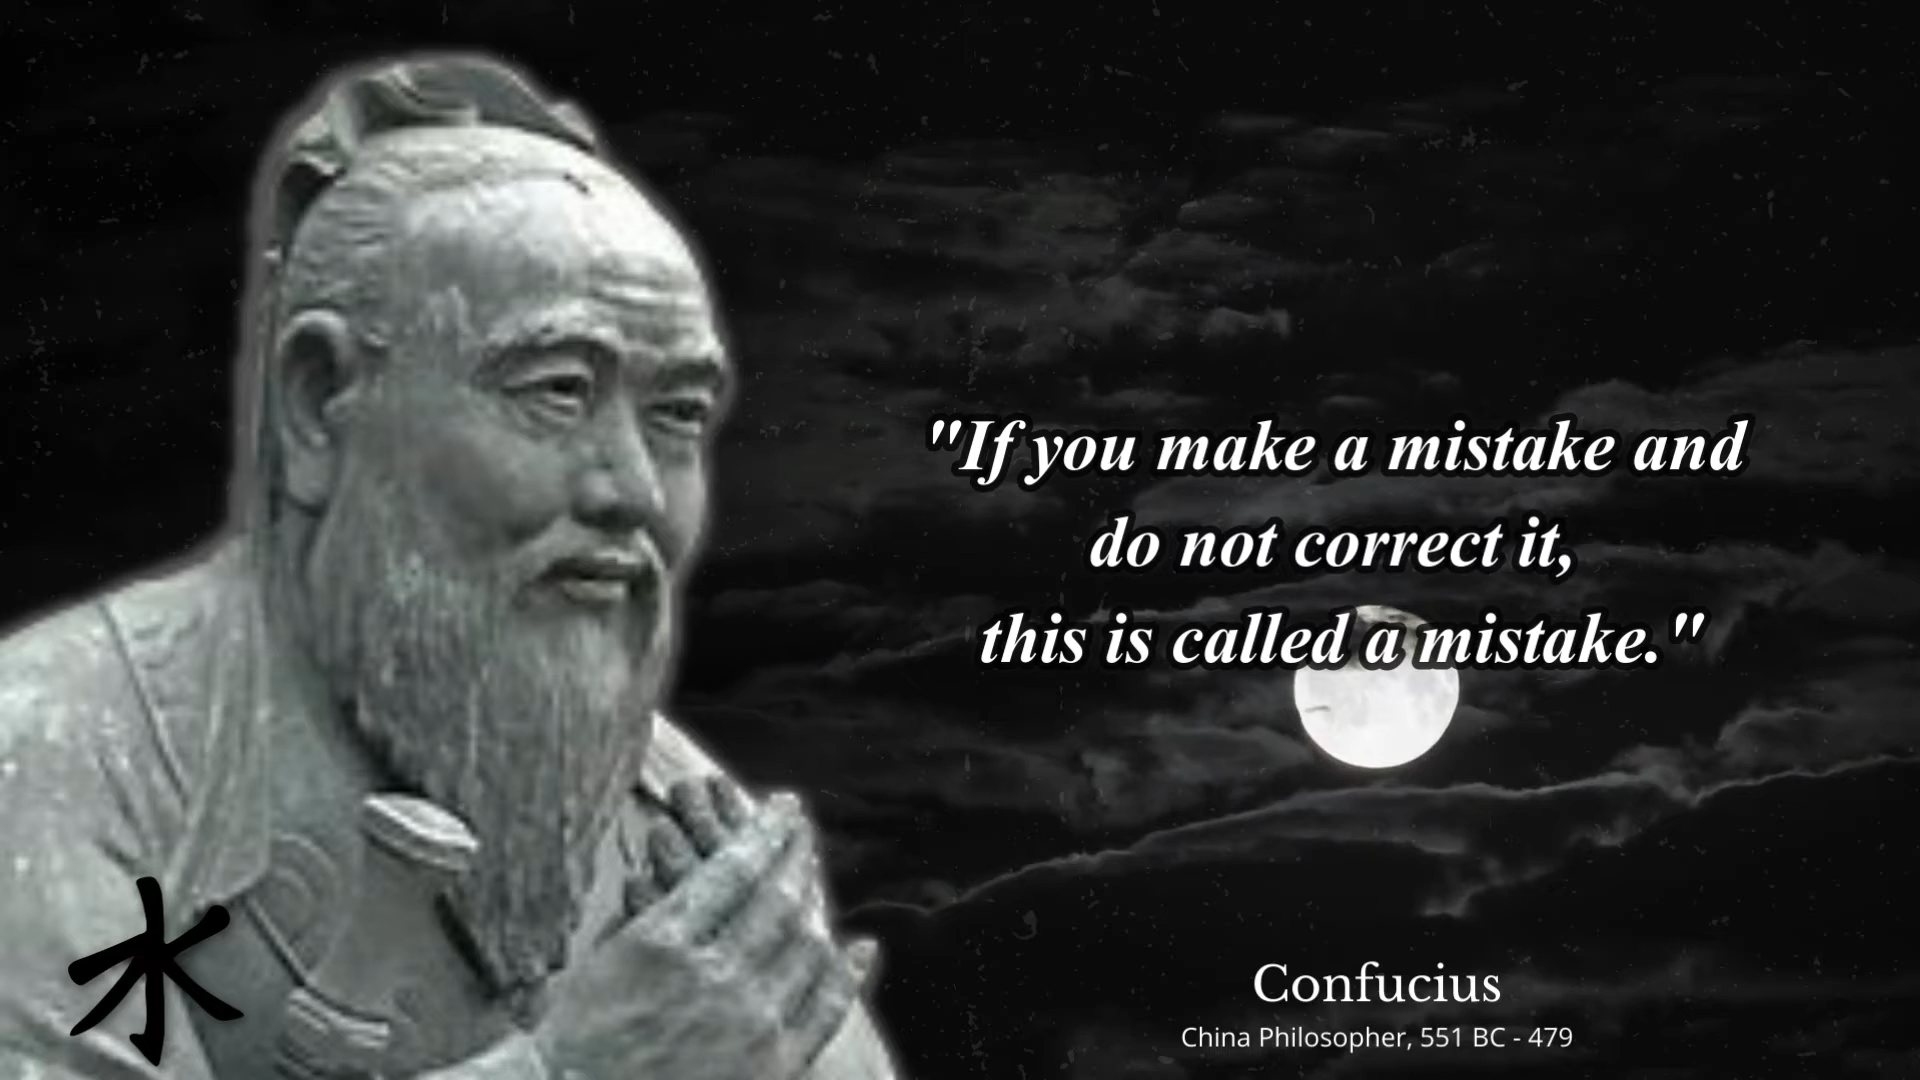 "If you make a mistake and
do not correct it,
this is called a mistake."
Confucius
China Philosopher, 551 BC - 479
水